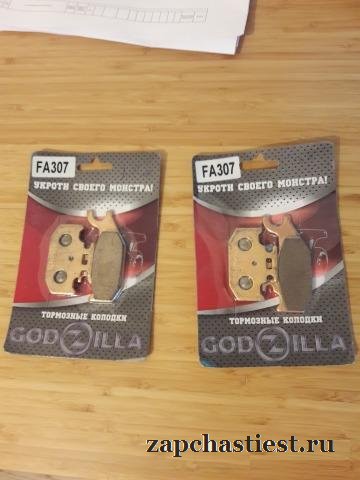 FA307
УКРОТИ СВОЕГО МОНСТРА!
ТОРМОЗНЫЕ КОЛОДКИ
GODZILLA
FA307
УКРОТИ СВОЕГО МОНСТРА!
ТОРМОЗНЫЕ КОЛОДКИ
GODZILLA
zapchastiest.ru